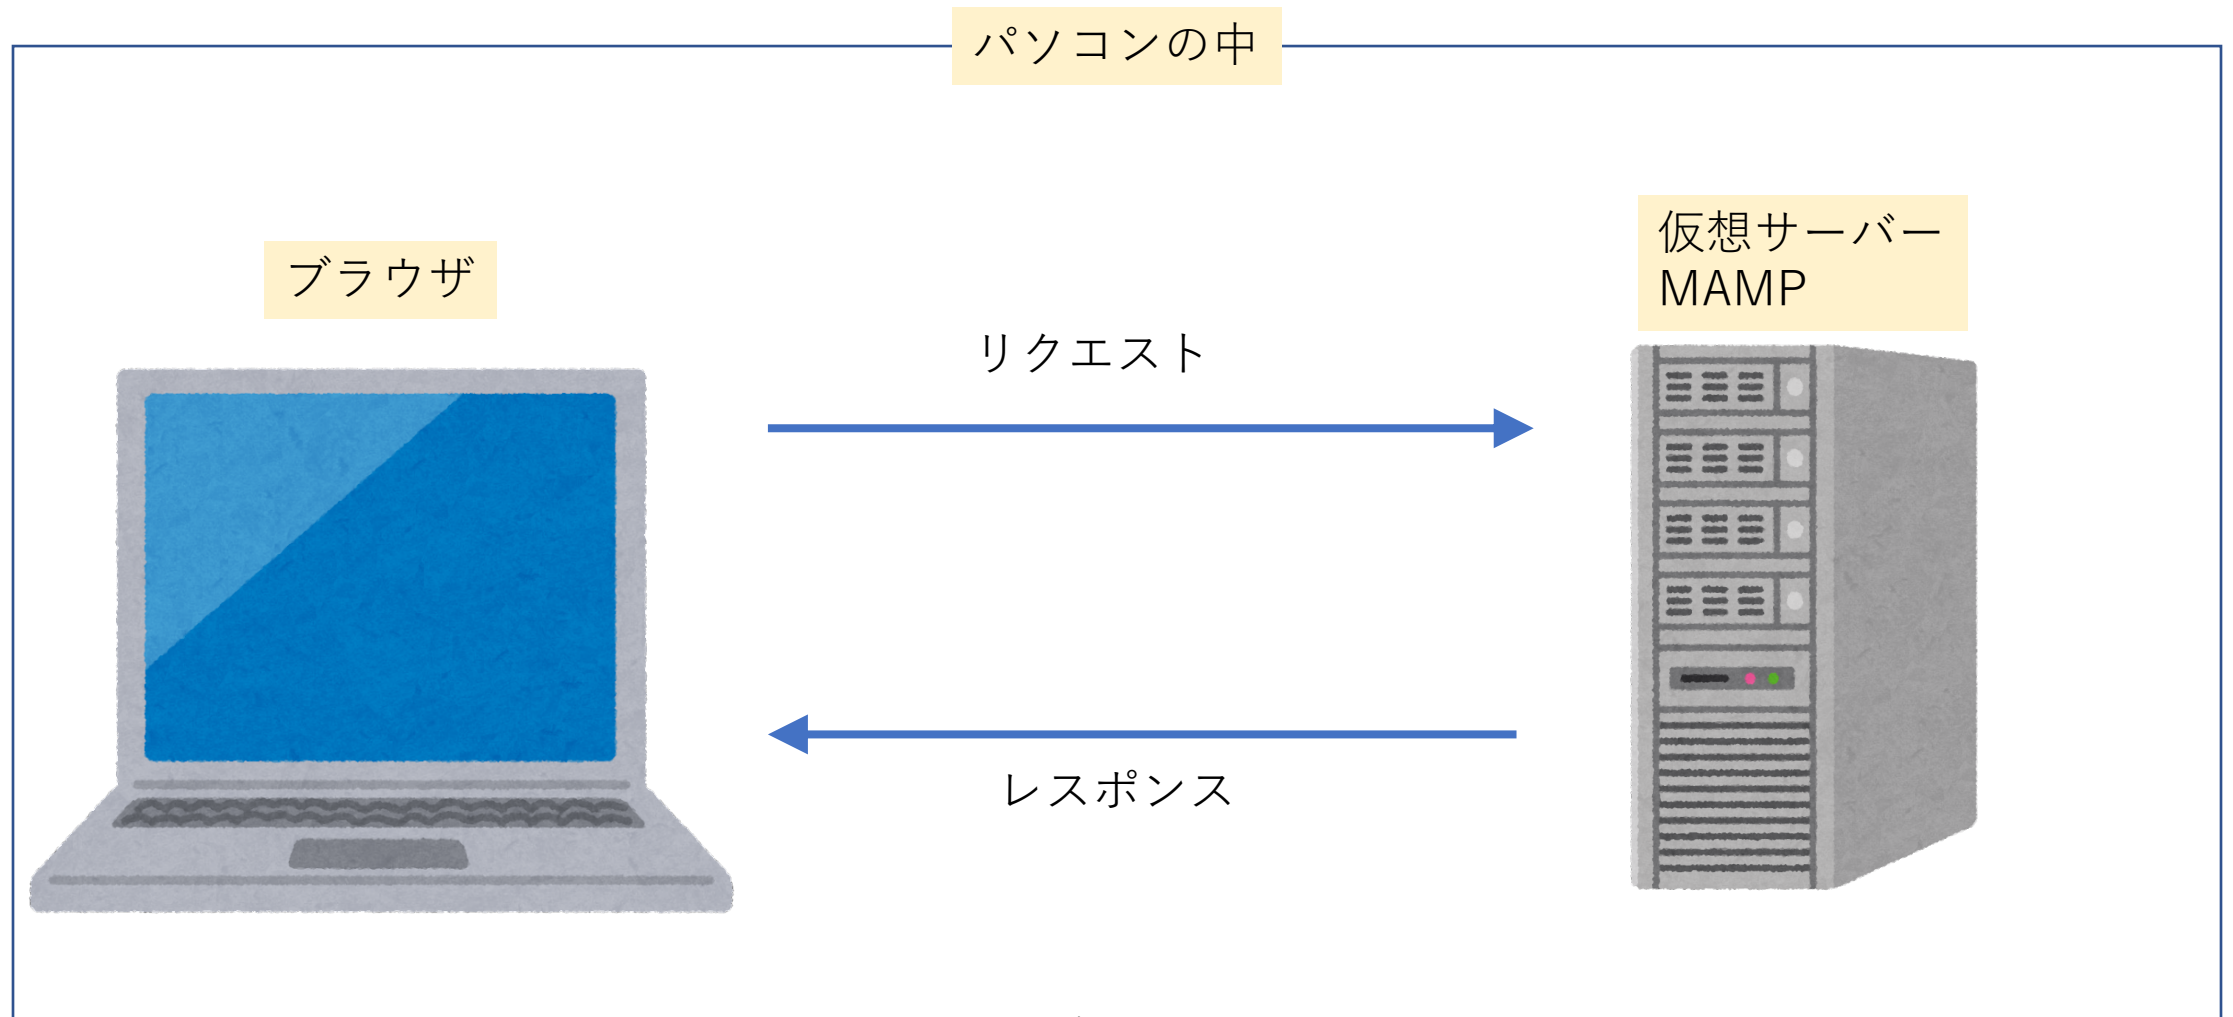 パソコンの中
ブラウザ
仮想サーバー
MAMP
リクエスト
レスポンス